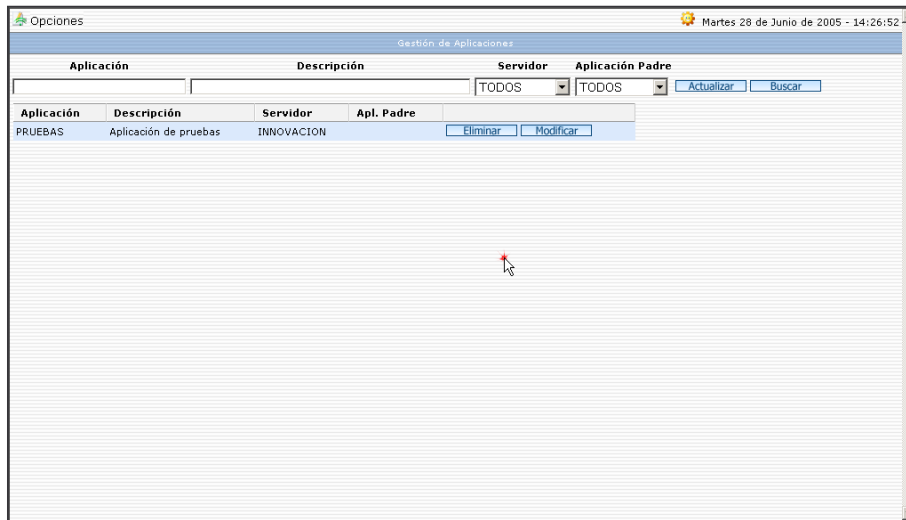 Opciones Martes 28 de Junio de 2005 - 14:26:52
Gestión de Aplicaciones
Aplicación Descripción Servidor Aplicación Padre
TODOS TODOS Actualizar Buscar
Aplicación Descripción Servidor Apl. Padre
PRUEBAS Aplicación de pruebas INNOVACION Eliminar Modificar